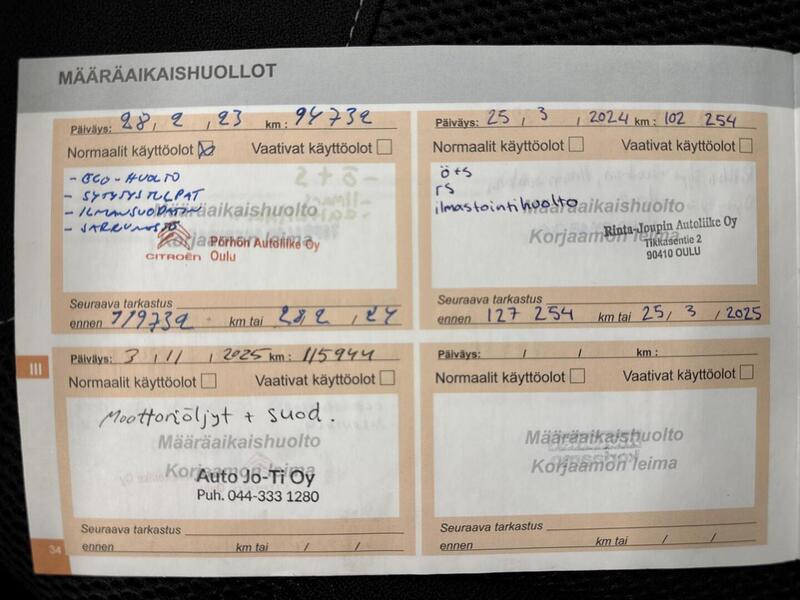 MÄÄRÄAIKAISHUOLLOT
Päiväys: 28, 2, 23 km: 94732
Normaalit käyttöolot Vaativat käyttöolot
- ECO-HUOLTO
- SYTYTYSTULPAT
- ILMANSUODATIN
- JARRUNESTE
Määräaikaishuolto
Korjaamon leima
CITROËN
Pörhön Autoliike Oy
Oulu
Seuraava tarkastus
ennen 119732 km tai 28,2, 24
Päiväys: 25, 3, 2024 km: 102 254
Normaalit käyttöolot Vaativat käyttöolot
ö+s
rs
ilmastointihuolto
Määräaikaishuolto
Korjaamon leima
Rinta-Joupin Autoliike Oy
Tikkasentie 2
90410 OULU
Seuraava tarkastus
ennen 127 254 km tai 25, 3, 2025
III
Päiväys: 3, 11, 2025 km: 115944
Normaalit käyttöolot Vaativat käyttöolot
Moottoriöljyt + suod.
Määräaikaishuolto
Korjaamon leima
Auto Jo-Ti Oy
Puh. 044-333 1280
Seuraava tarkastus
ennen km tai / /
Päiväys: / / km:
Normaalit käyttöolot Vaativat käyttöolot
Määräaikaishuolto
Korjaamon leima
Seuraava tarkastus
ennen km tai / /
34